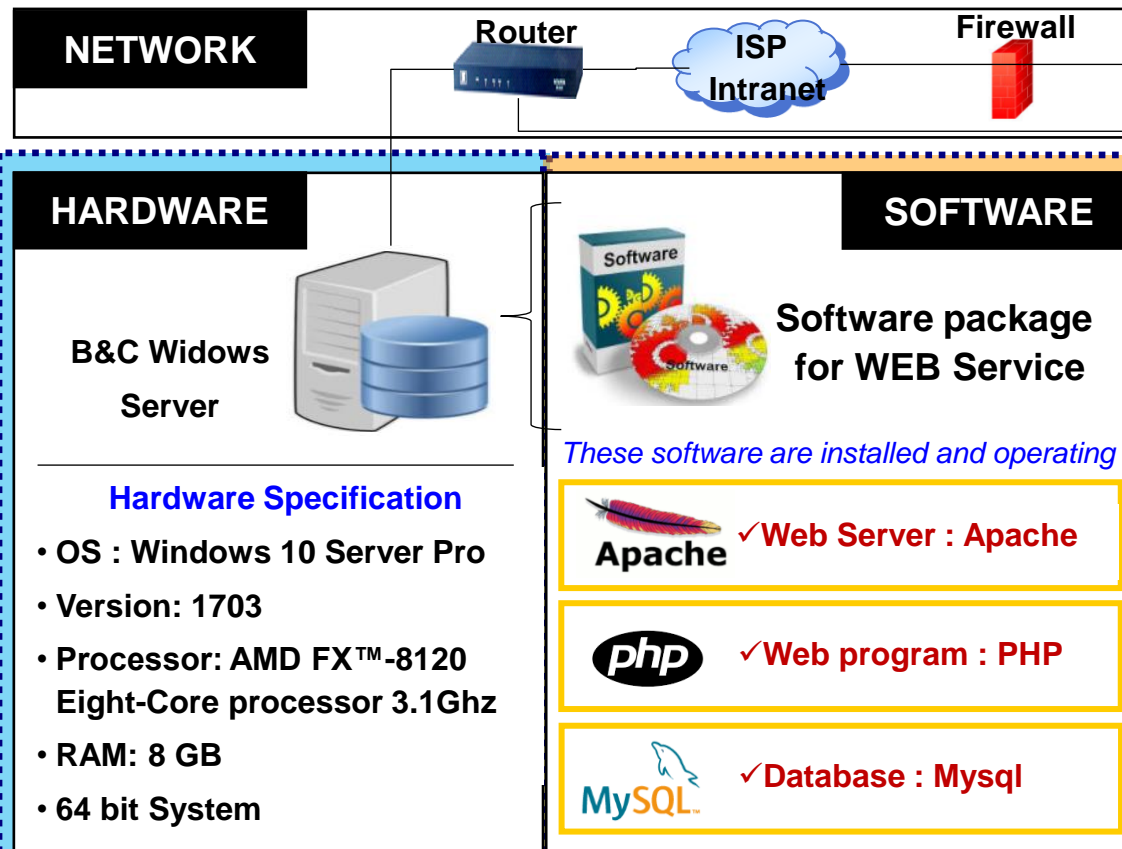 NETWORK
Router
ISP
Intranet
Firewall
HARDWARE
B&C Widows
Server
Hardware Specification
• OS : Windows 10 Server Pro
• Version: 1703
• Processor: AMD FX™-8120
Eight-Core processor 3.1Ghz
• RAM: 8 GB
• 64 bit System
SOFTWARE
Software
Software
Software package
for WEB Service
These software are installed and operating
Apache
✓Web Server : Apache
php
✓Web program : PHP
MySQL™
✓Database : Mysql